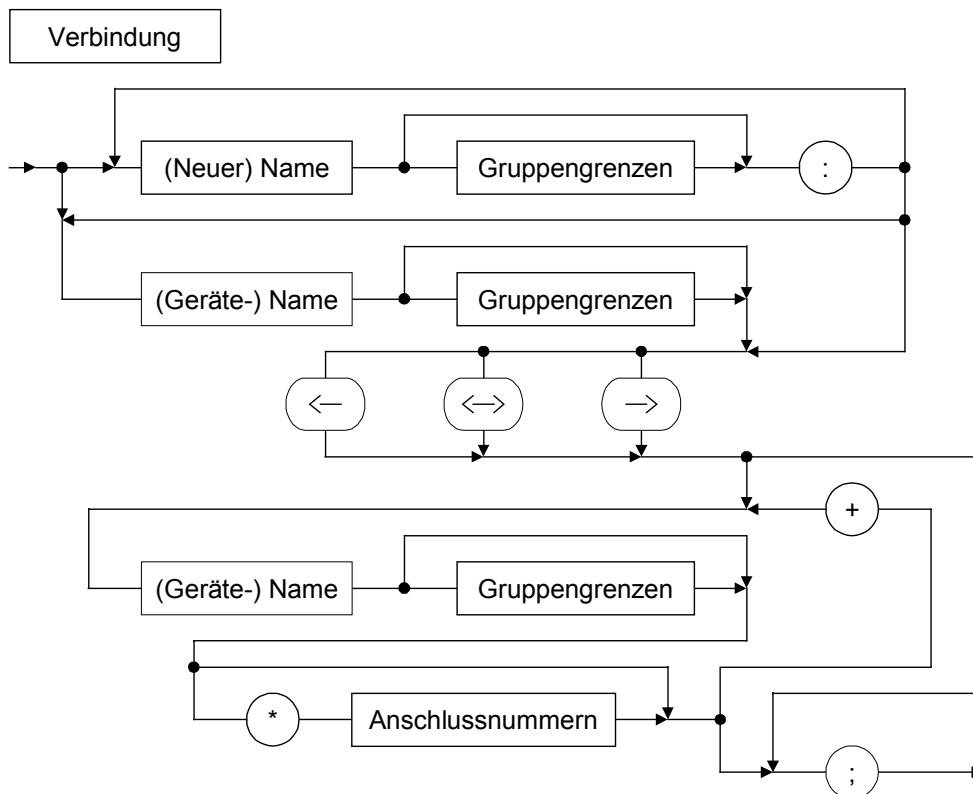 Verbindung
(Neuer) Name Gruppengrenzen :
(Geräte-) Name Gruppengrenzen
<— <—> —>
+
(Geräte-) Name Gruppengrenzen
* Anschlussnummern
;